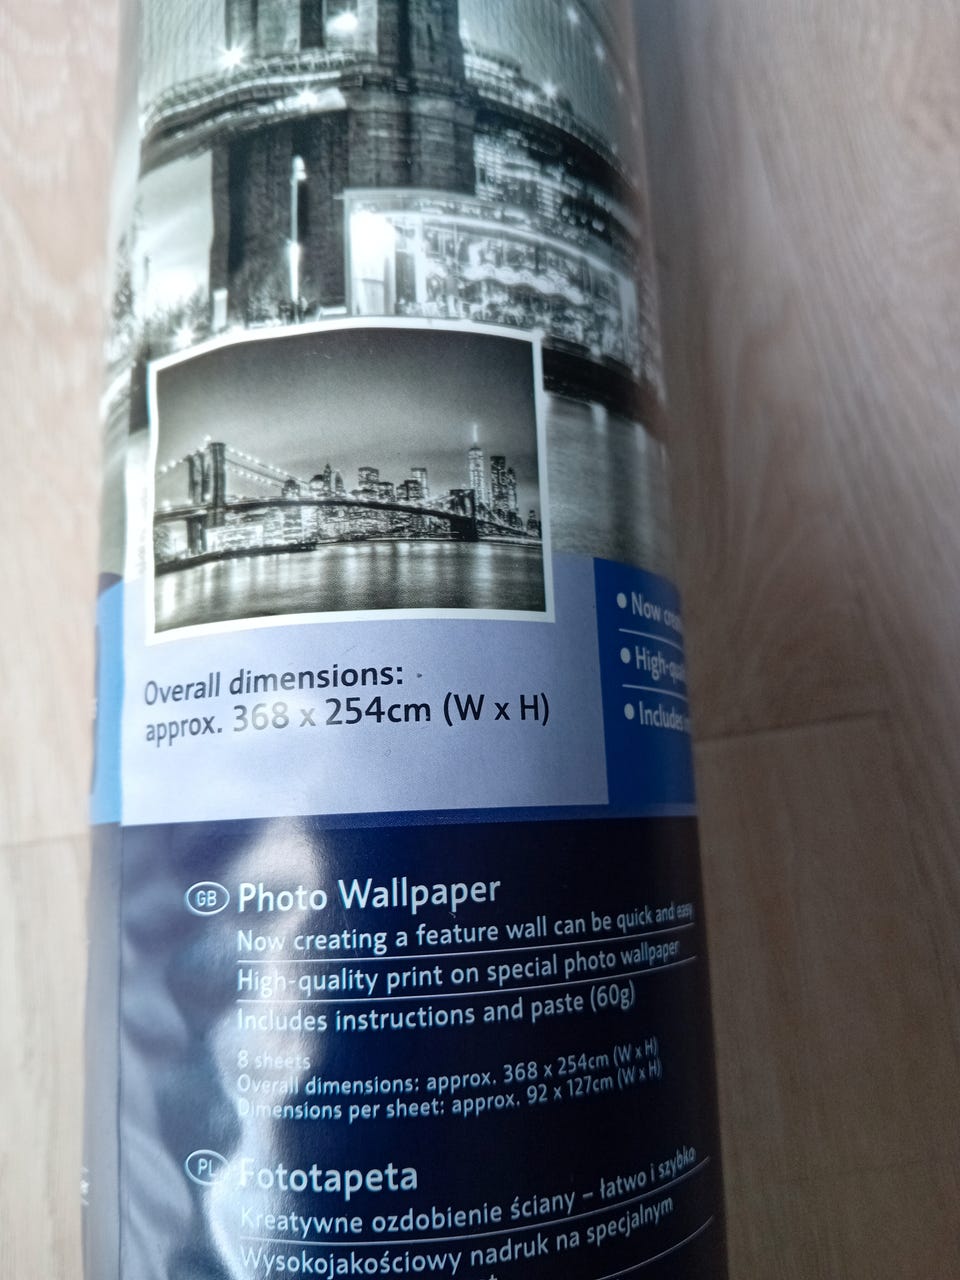 Overall dimensions:
approx. 368 x 254cm (W x H)
• Now
• High-
• Includes
GB Photo Wallpaper
Now creating a feature wall can be quick and easy
High-quality print on special photo wallpaper
Includes instructions and paste (60g)
8 sheets
Overall dimensions: approx. 368 x 254cm (W x H)
Dimensions per sheet: approx. 92 x 127cm (W x H)
PL Fototapeta
Kreatywne ozdobienie ściany – łatwo i szybko
Wysokojakościowy nadruk na specjalnym